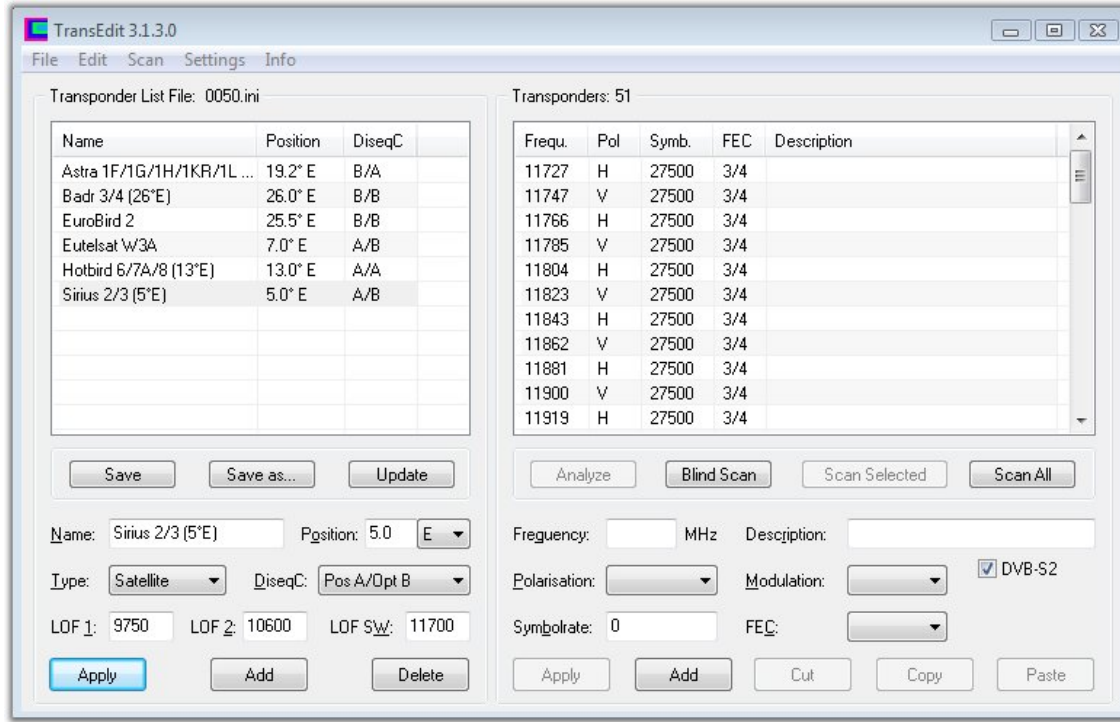 TransEdit 3.1.3.0
File Edit Scan Settings Info
Transponder List File: 0050.ini
Name Position DiseqC
Astra 1F/1G/1H/1KR/1L ... 19.2° E B/A
Badr 3/4 (26°E) 26.0° E B/B
EuroBird 2 25.5° E B/B
Eutelsat W3A 7.0° E A/B
Hotbird 6/7A/8 (13°E) 13.0° E A/A
Sirius 2/3 (5°E) 5.0° E A/B
Save Save as... Update
Name: Sirius 2/3 (5°E) Position: 5.0 E
Type: Satellite DiseqC: Pos A/Opt B
LOF 1: 9750 LOF 2: 10600 LOF SW: 11700
Apply Add Delete
Transponders: 51
Frequ. Pol Symb. FEC Description
11727 H 27500 3/4
11747 V 27500 3/4
11766 H 27500 3/4
11785 V 27500 3/4
11804 H 27500 3/4
11823 V 27500 3/4
11843 H 27500 3/4
11862 V 27500 3/4
11881 H 27500 3/4
11900 V 27500 3/4
11919 H 27500 3/4
Analyze Blind Scan Scan Selected Scan All
Freguency: MHz Description:
Polarisation: Modulation: DVB-S2
Symbolrate: 0 FEC:
Apply Add Cut Copy Paste